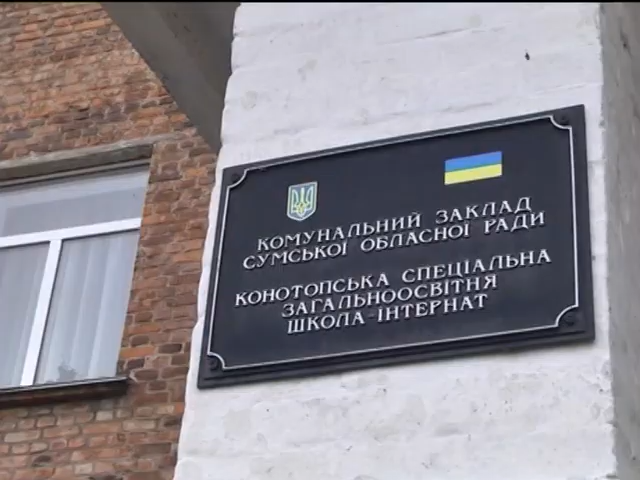 КОМУНАЛЬНИЙ ЗАКЛАД
СУМСЬКОЇ ОБЛАСНОЇ РАДИ
КОНОТОПСЬКА СПЕЦІАЛЬНА
ЗАГАЛЬНООСВІТНЯ
ШКОЛА-ІНТЕРНАТ